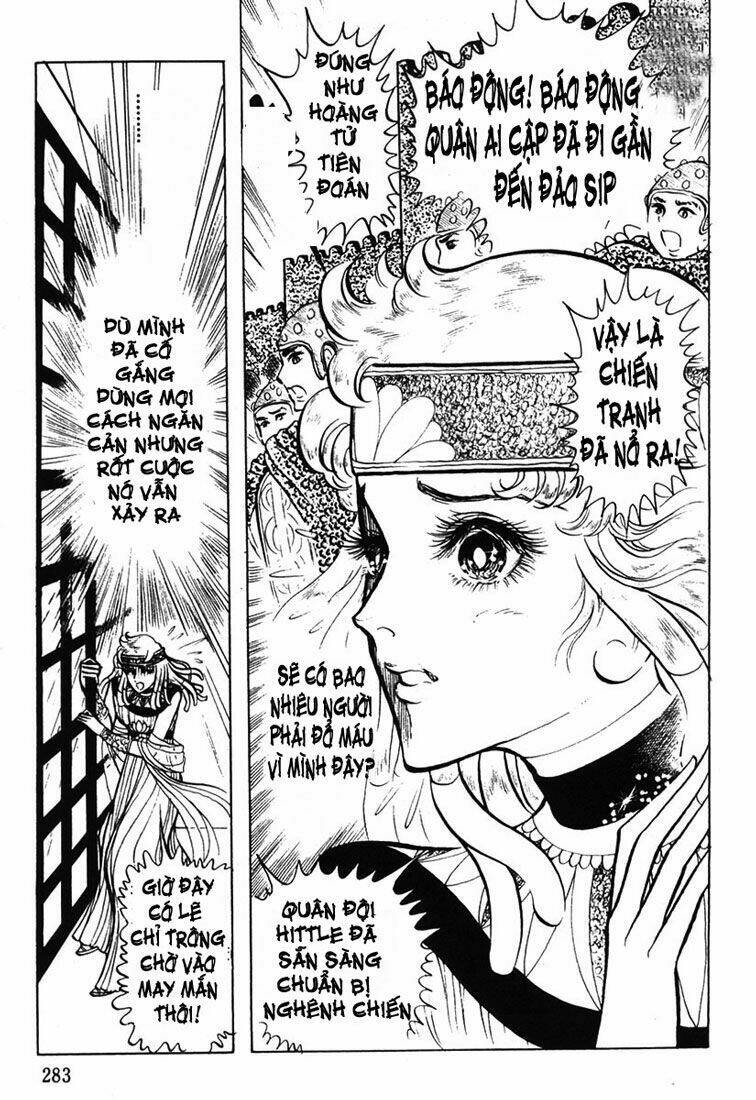 BÁO ĐỘNG! BÁO ĐỘNG
QUÂN AI CẬP ĐÃ ĐI GẦN
ĐẾN ĐẢO SIP
ĐÚNG
NHƯ
HOÀNG
TỬ
TIÊN
ĐOÁN
VẬY LÀ
CHIẾN
TRANH
ĐÃ NỔ RA!
SẼ CÓ BAO
NHIÊU NGƯỜI
PHẢI ĐỔ MÁU
VÌ MÌNH ĐÂY?
QUÂN ĐỘI
HITTLE ĐÃ
SẴN SÀNG
CHUẨN BỊ
NGHÊNH CHIẾN
DÙ MÌNH
ĐÃ CỐ
GẮNG
DÙNG MỌI
CÁCH NGĂN
CẢN NHƯNG
RỐT CUỘC
NÓ VẪN
XẢY RA
GIỜ ĐÂY
CÓ LẼ
CHỈ TRÔNG
CHỜ VÀO
MAY MẮN
THÔI!
283